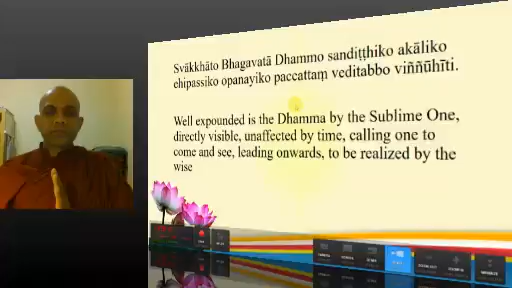 Svākkhāto Bhagavatā Dhammo sandiṭṭhiko akāliko
ehipassiko opanayiko paccattaṃ veditabbo viññūhīti.
Well expounded is the Dhamma by the Sublime One,
directly visible, unaffected by time, calling one to
come and see, leading onwards, to be realized by the
wise